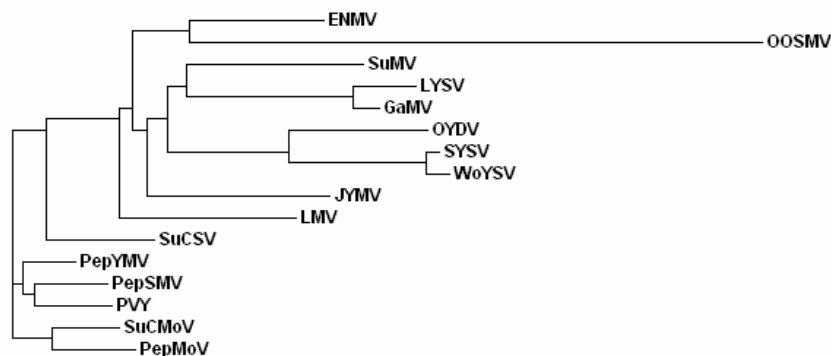 ENMV
OOSMV
SuMV
LYSV
GaMV
OYDV
SYSV
WoYSV
JYMV
LMV
SuCSV
PepYMV
PepSMV
PVY
SuCMoV
PepMoV